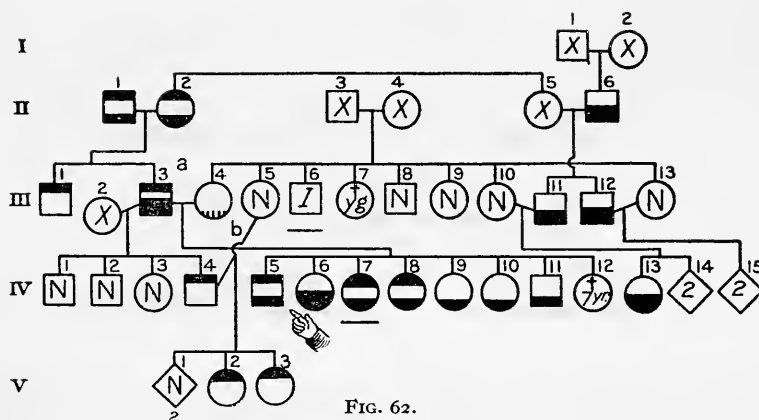 I 1 2
X X
II 1 2 3 4 5 6
X X X
III 1 2 3 a 4 5 6 7 8 9 10 11 12 13
X N I yg N N N N
b
IV 1 2 3 4 5 6 7 8 9 10 11 12 13 14 15
N N N 7yr. 2 2
V 1 2 3
N
2
FIG. 62.